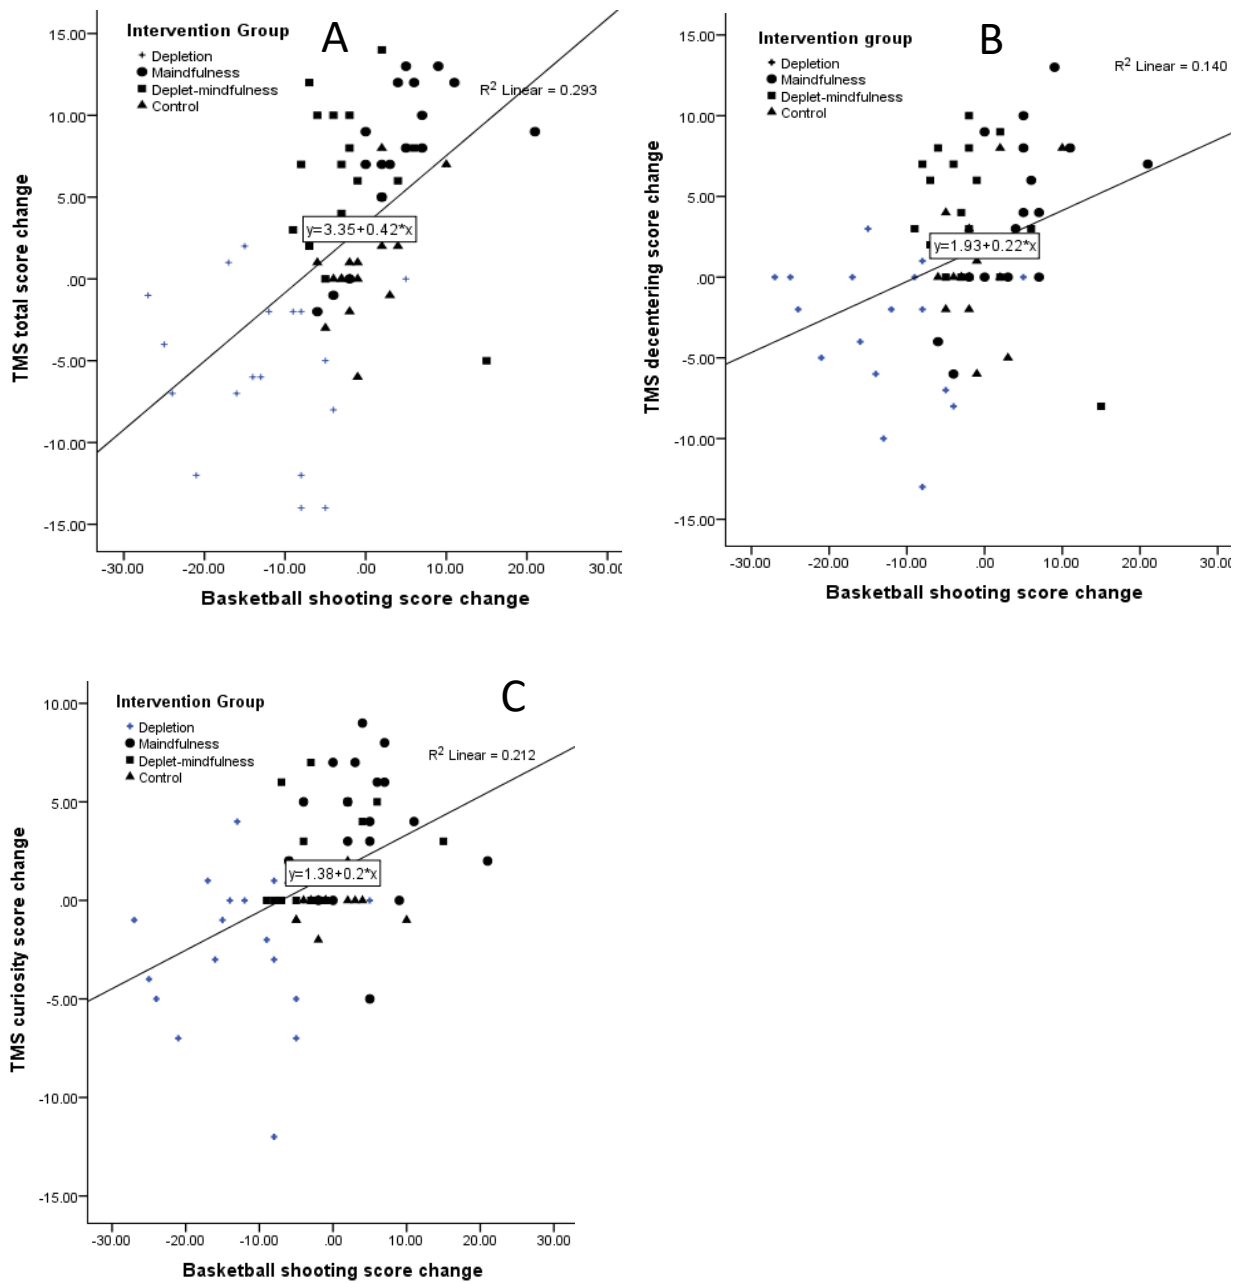 Intervention Group
Depletion
Maindfulness
Deplet-mindfulness
Control
A
R2 Linear = 0.293
y=3.35+0.42*x
TMS total score change
15.00
10.00
5.00
.00
-5.00
-10.00
-15.00
-30.00 -20.00 -10.00 .00 10.00 20.00 30.00
Basketball shooting score change
Intervention group
Depletion
Maindfulness
Deplet-mindfulness
Control
B
R2 Linear = 0.140
y=1.93+0.22*x
TMS decentering score change
15.00
10.00
5.00
.00
-5.00
-10.00
-15.00
-30.00 -20.00 -10.00 .00 10.00 20.00 30.0
Basketball shooting score change
Intervention Group
Depletion
Maindfulness
Deplet-mindfulness
Control
C
R2 Linear = 0.212
y=1.38+0.2*x
TMS curiosity score change
10.00
5.00
.00
-5.00
-10.00
-15.00
-30.00 -20.00 -10.00 .00 10.00 20.00 30.00
Basketball shooting score change